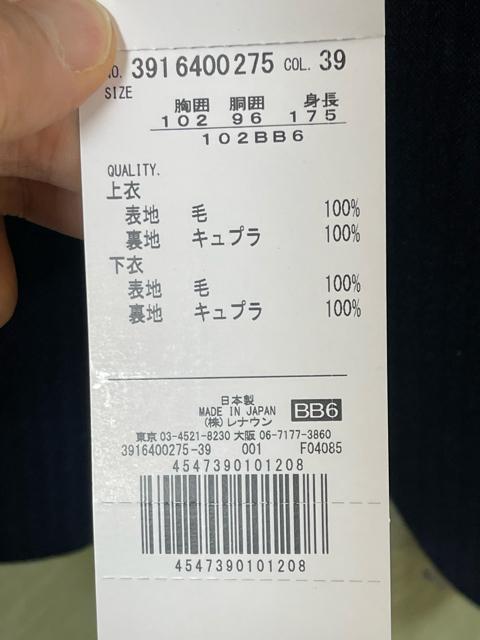 NO. 3916400275 COL. 39
SIZE
胸囲 胴囲 身長
102 96 175
102BB6
QUALITY.
上衣
表地 毛 100%
裏地 キュプラ 100%
下衣
表地 毛 100%
裏地 キュプラ 100%
日本製
MADE IN JAPAN BB6
(株)レナウン
東京 03-4521-8230 大阪 06-7177-3860
3916400275-39 001 F04085
4547390101208
4547390101208